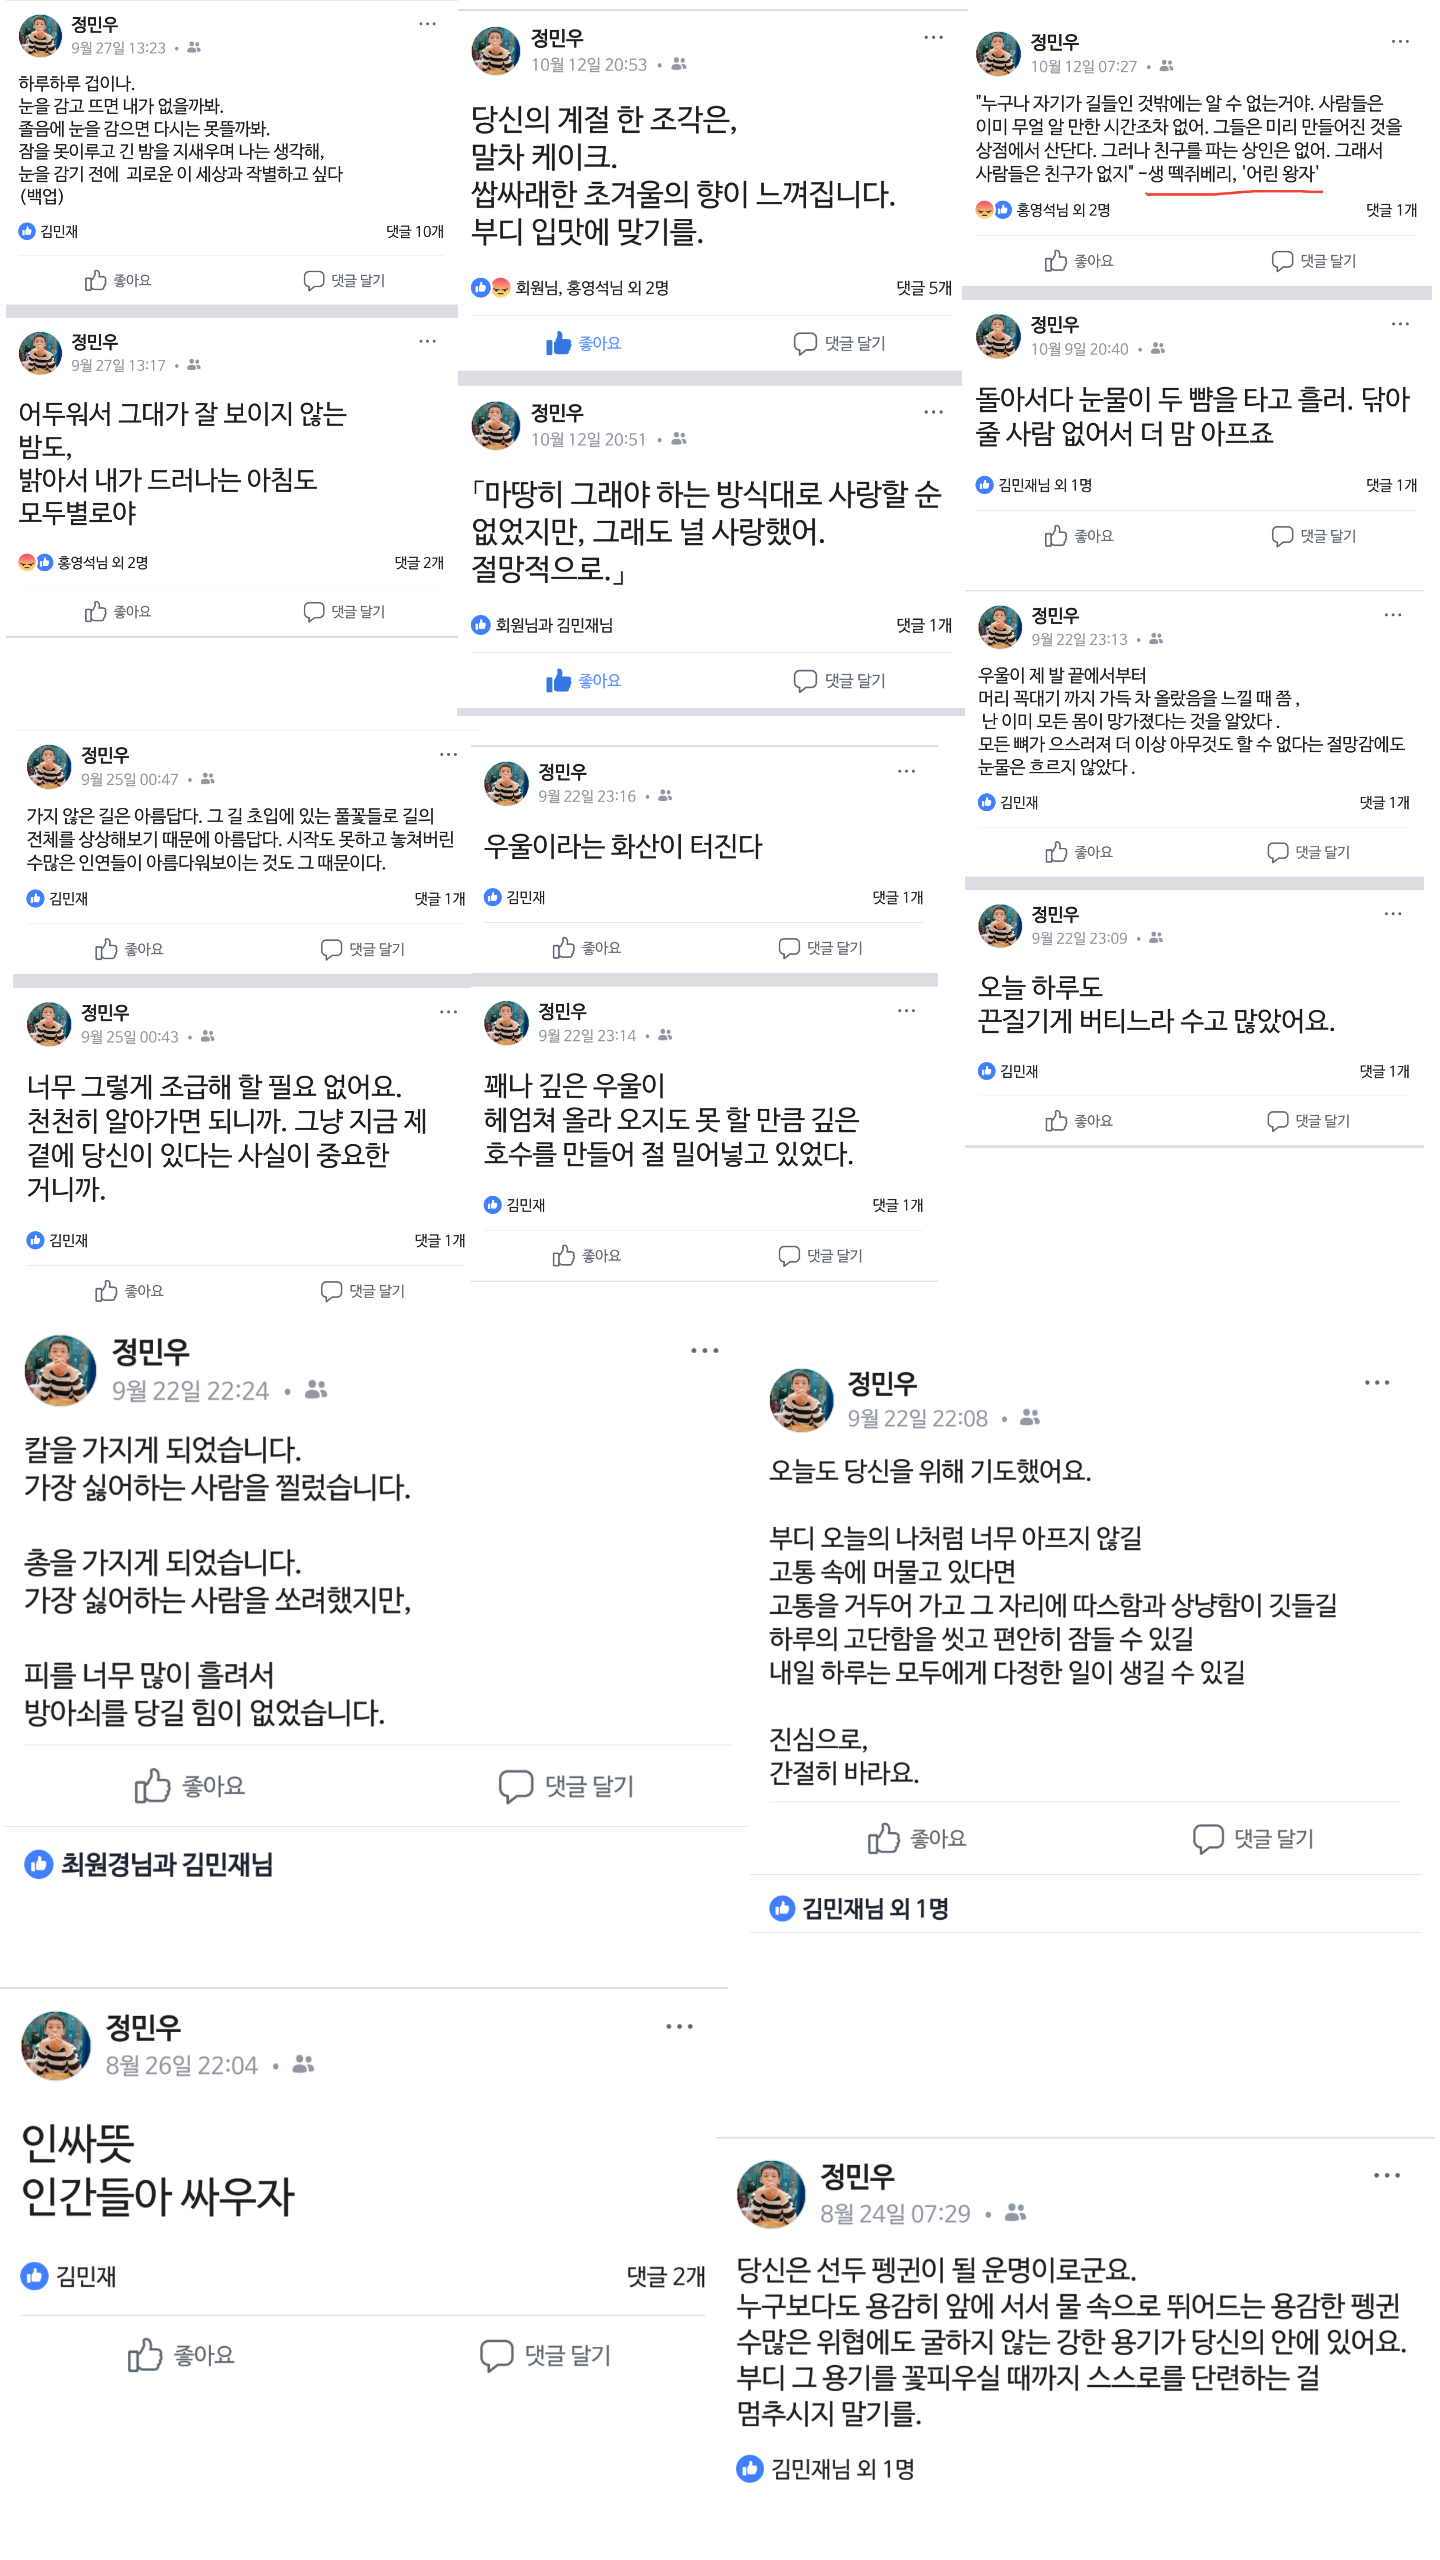 정민우
9월 27일 13:23
하루하루 겁이나.
눈을 감고 뜨면 내가 없을까봐.
졸음에 눈을 감으면 다시는 못뜰까봐.
잠을 못이루고 긴 밤을 지새우며 나는 생각해,
눈을 감기 전에 괴로운 이 세상과 작별하고 싶다
(백업)
김민재 댓글 10개
좋아요 댓글 달기
정민우
9월 27일 13:17
어두워서 그대가 잘 보이지 않는
밤도,
밝아서 내가 드러나는 아침도
모두별로야
홍영석님 외 2명 댓글 2개
좋아요 댓글 달기
정민우
10월 12일 20:53
당신의 계절 한 조각은,
말차 케이크.
쌉싸래한 초겨울의 향이 느껴집니다.
부디 입맛에 맞기를.
회원님, 홍영석님 외 2명 댓글 5개
좋아요 댓글 달기
정민우
10월 12일 20:51
「마땅히 그래야 하는 방식대로 사랑할 순
없었지만, 그래도 널 사랑했어.
절망적으로.」
회원님과 김민재님 댓글 1개
좋아요 댓글 달기
정민우
10월 12일 07:27
"누구나 자기가 길들인 것밖에는 알 수 없는거야. 사람들은
이미 무얼 알 만한 시간조차 없어. 그들은 미리 만들어진 것을
상점에서 산단다. 그러나 친구를 파는 상인은 없어. 그래서
사람들은 친구가 없지" -생 떽쥐베리, '어린 왕자'
홍영석님 외 2명 댓글 1개
좋아요 댓글 달기
정민우
10월 9일 20:40
돌아서다 눈물이 두 뺨을 타고 흘러. 닦아
줄 사람 없어서 더 맘 아프죠
김민재님 외 1명 댓글 1개
좋아요 댓글 달기
정민우
9월 25일 00:47
가지 않은 길은 아름답다. 그 길 초입에 있는 풀꽃들로 길의
전체를 상상해보기 때문에 아름답다. 시작도 못하고 놓쳐버린
수많은 인연들이 아름다워보이는 것도 그 때문이다.
김민재 댓글 1개
좋아요 댓글 달기
정민우
9월 25일 00:43
너무 그렇게 조급해 할 필요 없어요.
천천히 알아가면 되니까. 그냥 지금 제
곁에 당신이 있다는 사실이 중요한
거니까.
김민재 댓글 1개
좋아요 댓글 달기
정민우
9월 22일 23:16
우울이라는 화산이 터진다
김민재 댓글 1개
좋아요 댓글 달기
정민우
9월 22일 23:14
꽤나 깊은 우울이
헤엄쳐 올라 오지도 못 할 만큼 깊은
호수를 만들어 절 밀어넣고 있었다.
김민재 댓글 1개
좋아요 댓글 달기
정민우
9월 22일 23:13
우울이 제 발 끝에서부터
머리 꼭대기 까지 가득 차 올랐음을 느낄 때 쯤 ,
난 이미 모든 몸이 망가졌다는 것을 알았다 .
모든 뼈가 으스러져 더 이상 아무것도 할 수 없다는 절망감에도
눈물은 흐르지 않았다 .
김민재 댓글 1개
좋아요 댓글 달기
정민우
9월 22일 23:09
오늘 하루도
끈질기게 버티느라 수고 많았어요.
김민재 댓글 1개
좋아요 댓글 달기
정민우
9월 22일 22:24
칼을 가지게 되었습니다.
가장 싫어하는 사람을 찔렀습니다.
총을 가지게 되었습니다.
가장 싫어하는 사람을 쏘려했지만,
피를 너무 많이 흘려서
방아쇠를 당길 힘이 없었습니다.
좋아요 댓글 달기
최원경님과 김민재님
정민우
9월 22일 22:08
오늘도 당신을 위해 기도했어요.
부디 오늘의 나처럼 너무 아프지 않길
고통 속에 머물고 있다면
고통을 거두어 가고 그 자리에 따스함과 상냥함이 깃들길
하루의 고단함을 씻고 편안히 잠들 수 있길
내일 하루는 모두에게 다정한 일이 생길 수 있길
진심으로,
간절히 바라요.
좋아요 댓글 달기
김민재님 외 1명
정민우
8월 26일 22:04
인싸뜻
인간들아 싸우자
김민재 댓글 2개
좋아요 댓글 달기
정민우
8월 24일 07:29
당신은 선두 펭귄이 될 운명이로군요.
누구보다도 용감히 앞에 서서 물 속으로 뛰어드는 용감한 펭귄
수많은 위협에도 굴하지 않는 강한 용기가 당신의 안에 있어요.
부디 그 용기를 꽃피우실 때까지 스스로를 단련하는 걸
멈추시지 말기를.
김민재님 외 1명